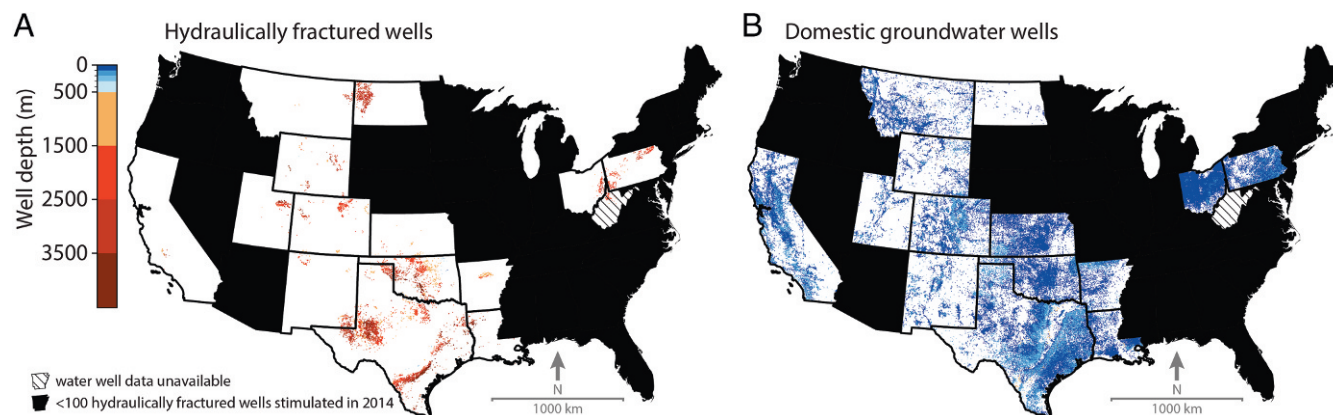 A Hydraulically fractured wells
Well depth (m)
0
500
1500
2500
3500
water well data unavailable
<100 hydraulically fractured wells stimulated in 2014
N
1000 km
B Domestic groundwater wells
N
1000 km